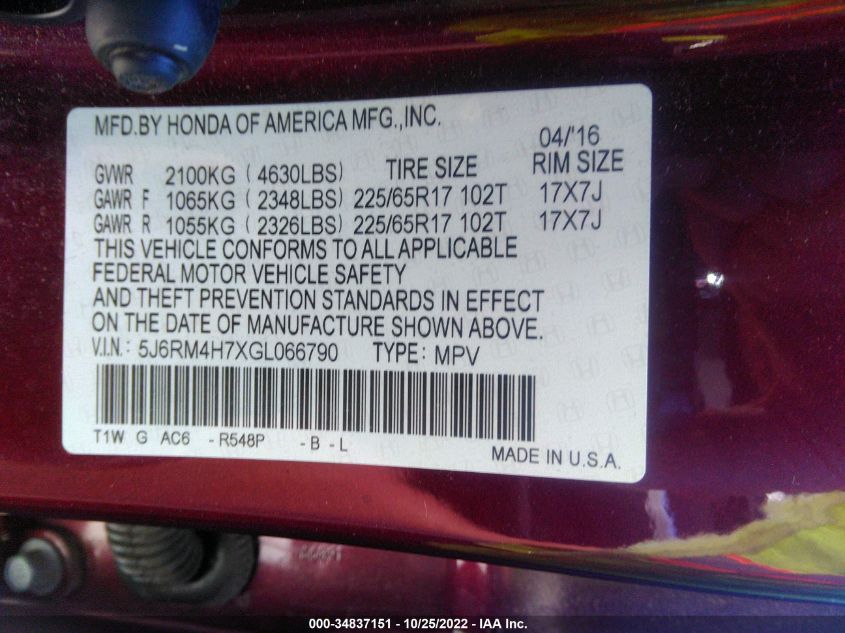 MFD.BY HONDA OF AMERICA MFG.,INC.
04/'16
GVWR 2100KG (4630LBS) TIRE SIZE RIM SIZE
GAWR F 1065KG (2348LBS) 225/65R17 102T 17X7J
GAWR R 1055KG (2326LBS) 225/65R17 102T 17X7J
THIS VEHICLE CONFORMS TO ALL APPLICABLE
FEDERAL MOTOR VEHICLE SAFETY
AND THEFT PREVENTION STANDARDS IN EFFECT
ON THE DATE OF MANUFACTURE SHOWN ABOVE.
V.I.N.: 5J6RM4H7XGL066790 TYPE: MPV
T1W G AC6 -R548P -B -L
MADE IN U.S.A.
000-34837151 - 10/25/2022 - IAA Inc.